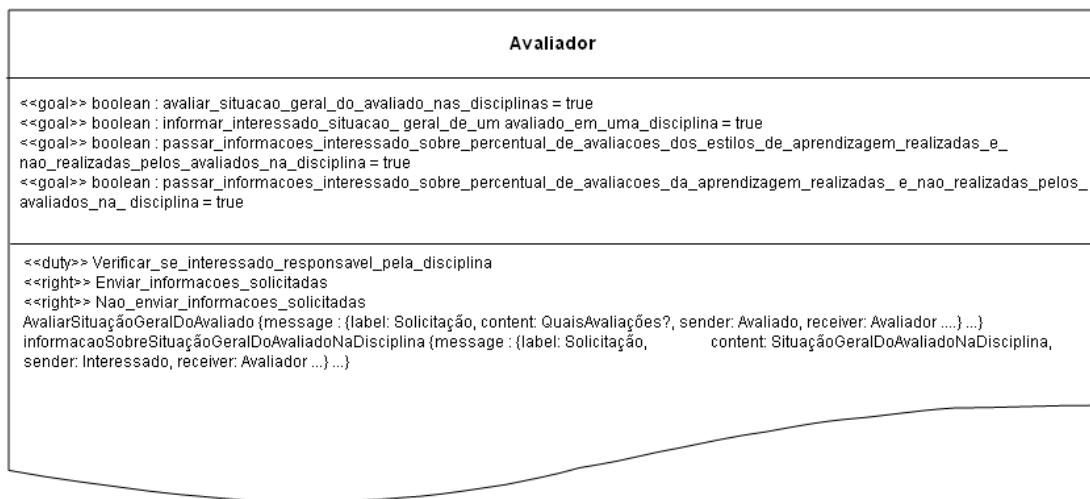 Avaliador
<<goal>> boolean : avaliar_situacao_geral_do_avaliado_nas_disciplinas = true
<<goal>> boolean : informar_interessado_situacao_ geral_de_um avaliado_em_uma_disciplina = true
<<goal>> boolean : passar_informacoes_interessado_sobre_percentual_de_avaliacoes_dos_estilos_de_aprendizagem_realizadas_e_
nao_realizadas_pelos_avaliados_na_disciplina = true
<<goal>> boolean : passar_informacoes_interessado_sobre_percentual_de_avaliacoes_da_aprendizagem_realizadas_ e_nao_realizadas_pelos_
avaliados_na_ disciplina = true
<<duty>> Verificar_se_interessado_responsavel_pela_disciplina
<<right>> Enviar_informacoes_solicitadas
<<right>> Nao_enviar_informacoes_solicitadas
AvaliarSituaçãoGeralDoAvaliado {message : {label: Solicitação, content: QuaisAvaliações?, sender: Avaliado, receiver: Avaliador ....} ...}
informacaoSobreSituaçãoGeralDoAvaliadoNaDisciplina {message : {label: Solicitação, content: SituaçãoGeralDoAvaliadoNaDisciplina,
sender: Interessado, receiver: Avaliador ...} ...}